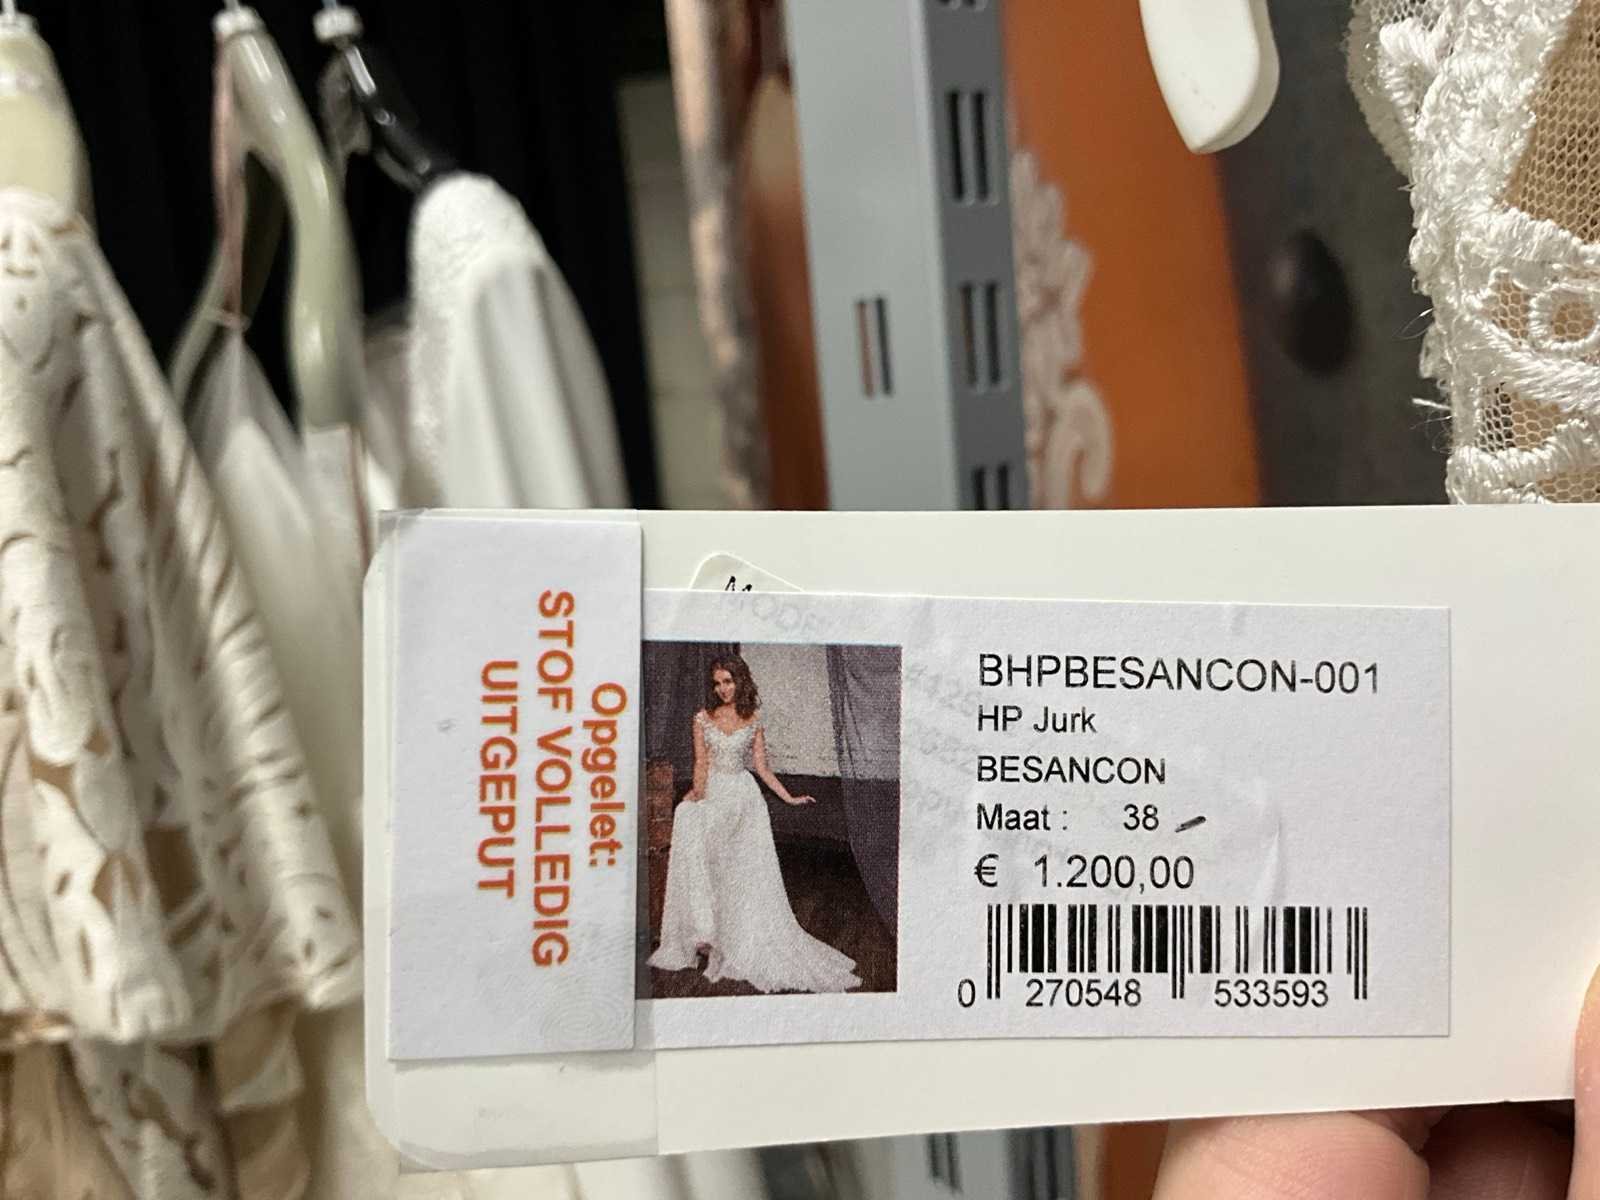 Opgelet:
STOF VOLLEDIG
UITGEPUT
BHPBESANCON-001
HP Jurk
BESANCON
Maat : 38
€ 1.200,00
0 270548 533593